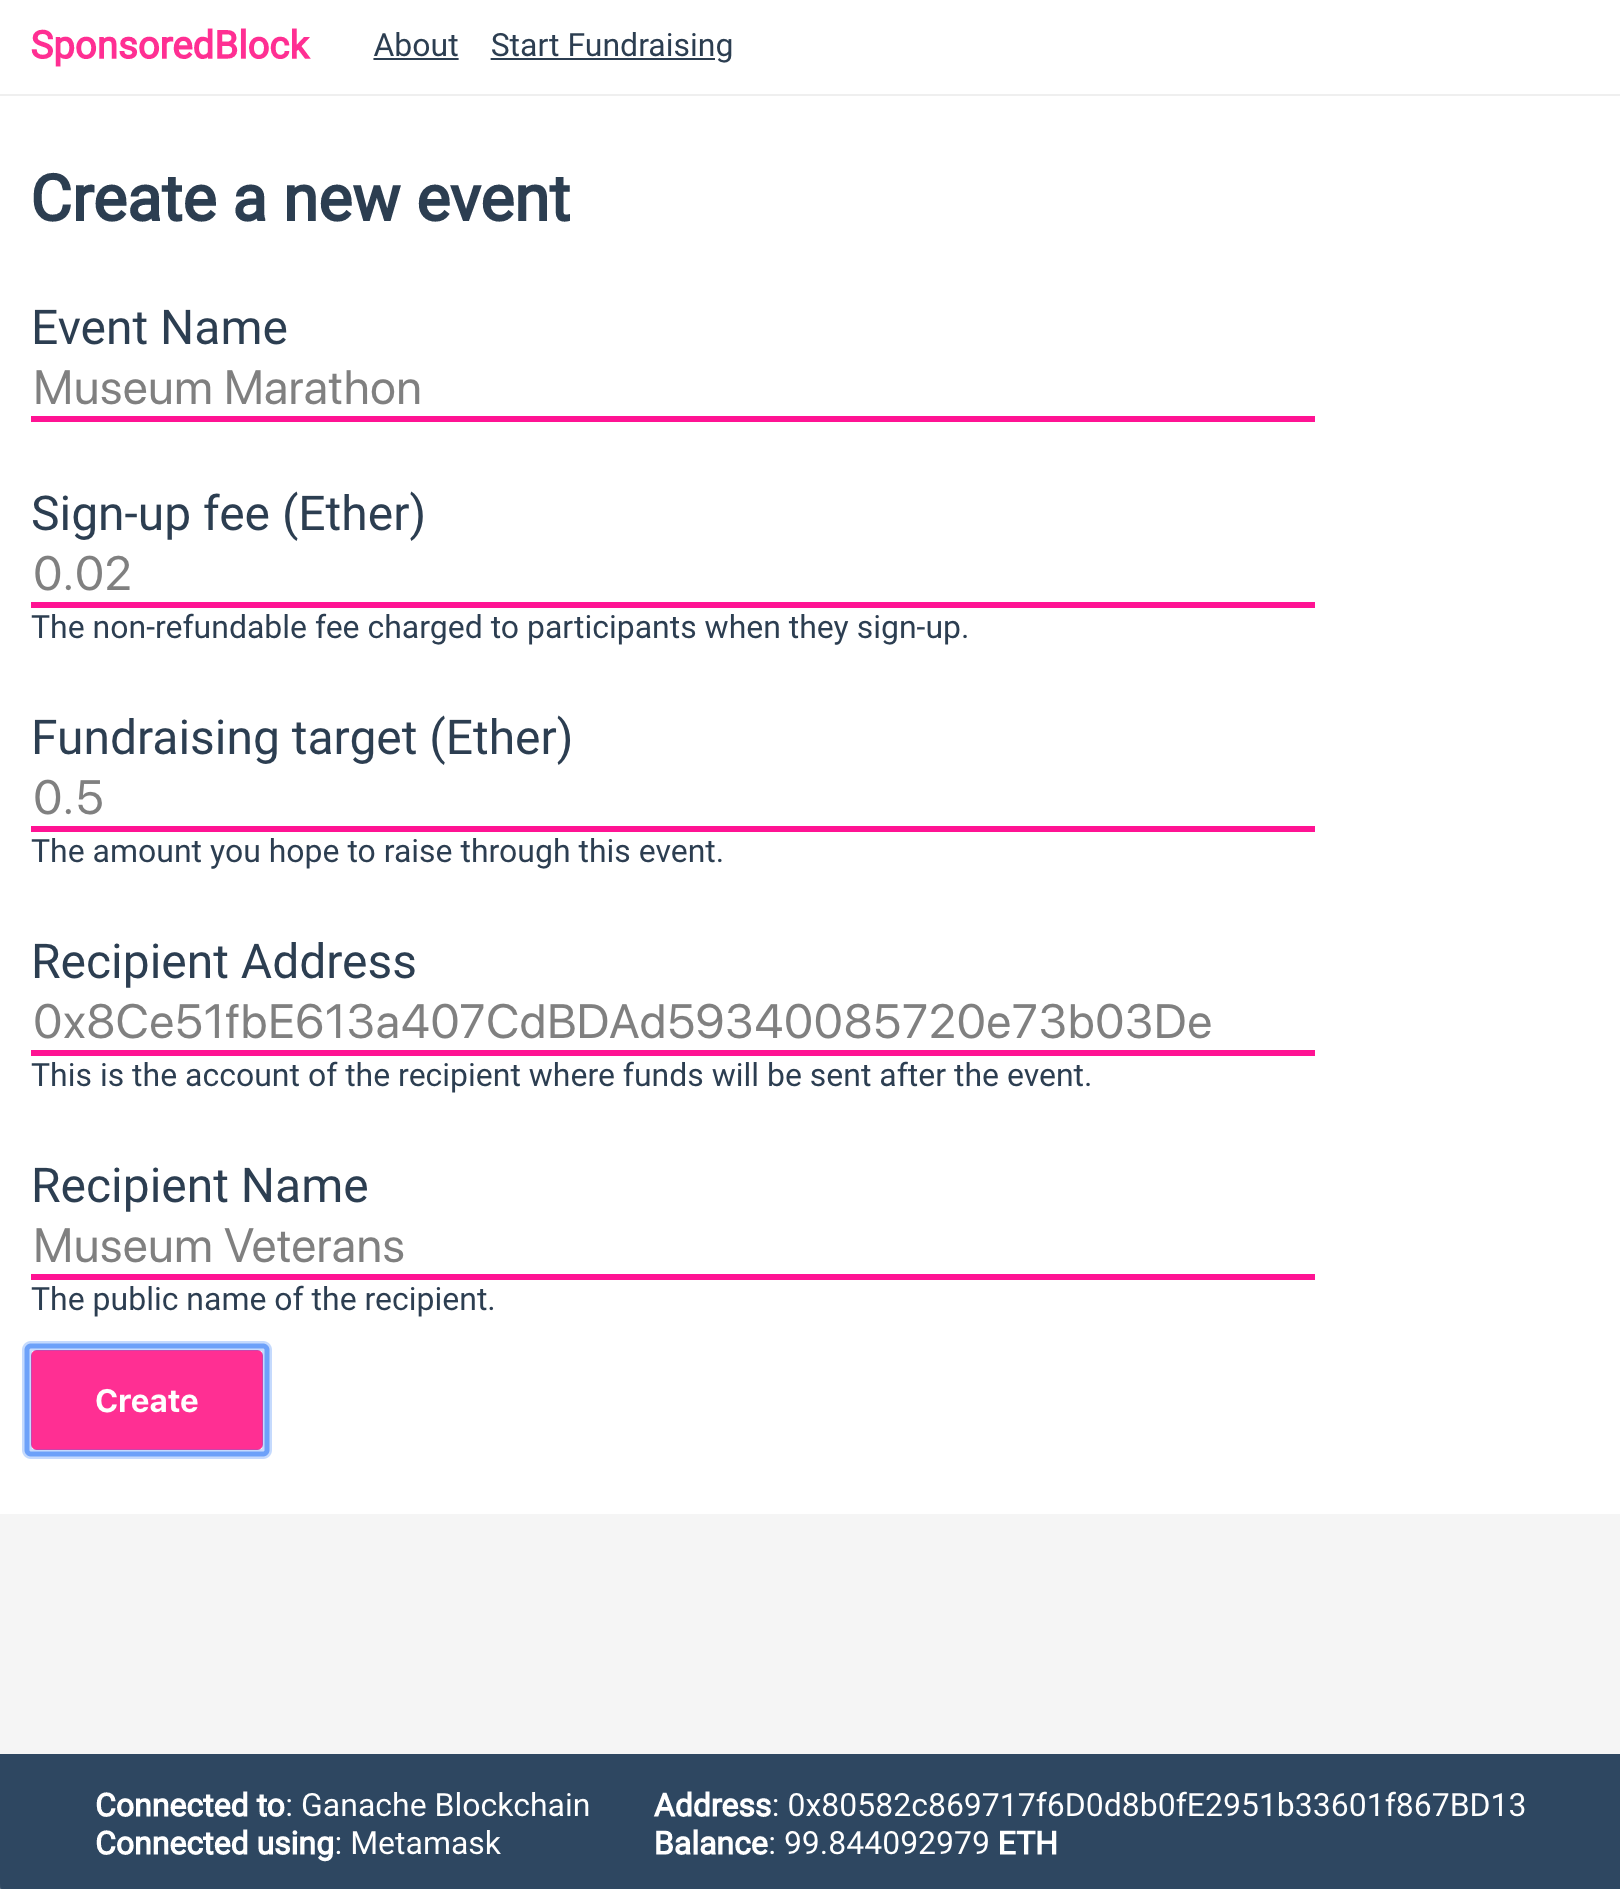 SponsoredBlock About Start Fundraising
Create a new event
Event Name
Museum Marathon
Sign-up fee (Ether)
0.02
The non-refundable fee charged to participants when they sign-up.
Fundraising target (Ether)
0.5
The amount you hope to raise through this event.
Recipient Address
0x8Ce51fbE613a407CdBDAd59340085720e73b03De
This is the account of the recipient where funds will be sent after the event.
Recipient Name
Museum Veterans
The public name of the recipient.
Create
Connected to: Ganache Blockchain
Connected using: Metamask
Address: 0x80582c869717f6D0d8b0fE2951b33601f867BD13
Balance: 99.844092979 ETH